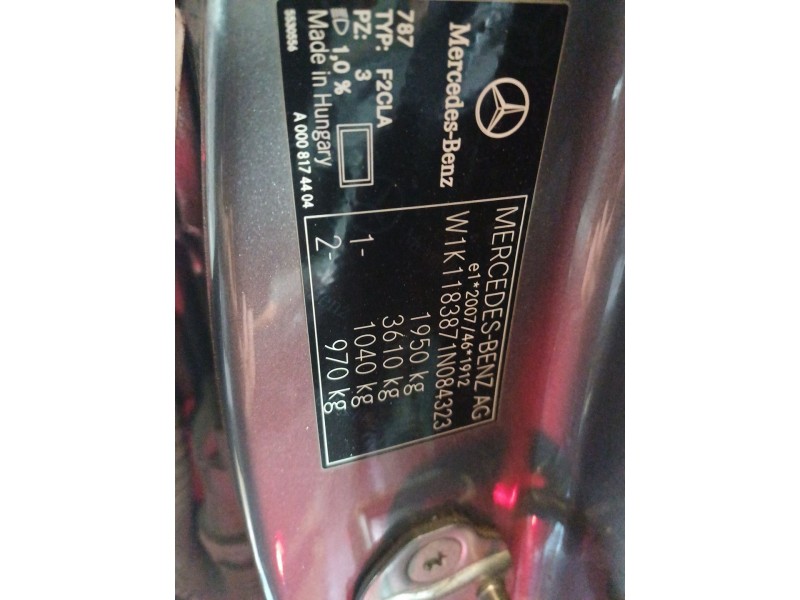 Mercedes-Benz
787
TYP: F2CLA
PZ: 3
1,0 %
Made in Hungary
5530556
A 000 817 44 04
MERCEDES-BENZ AG
e1*2007/46*1912
W1K1183871N084323
1950 kg
3610 kg
1- 1040 kg
2- 970 kg